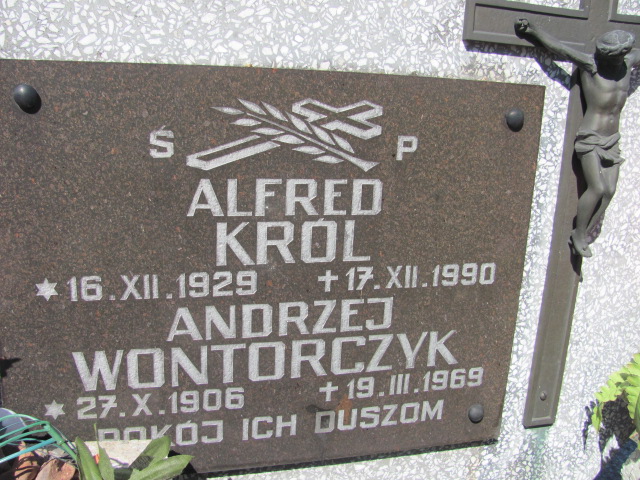 Ś P
ALFRED
KRÓL
* 16.XII.1929 + 17.XII.1990
ANDRZEJ
WONTORCZYK
* 27.X.1906 + 19.III.1969
POKÓJ ICH DUSZOM